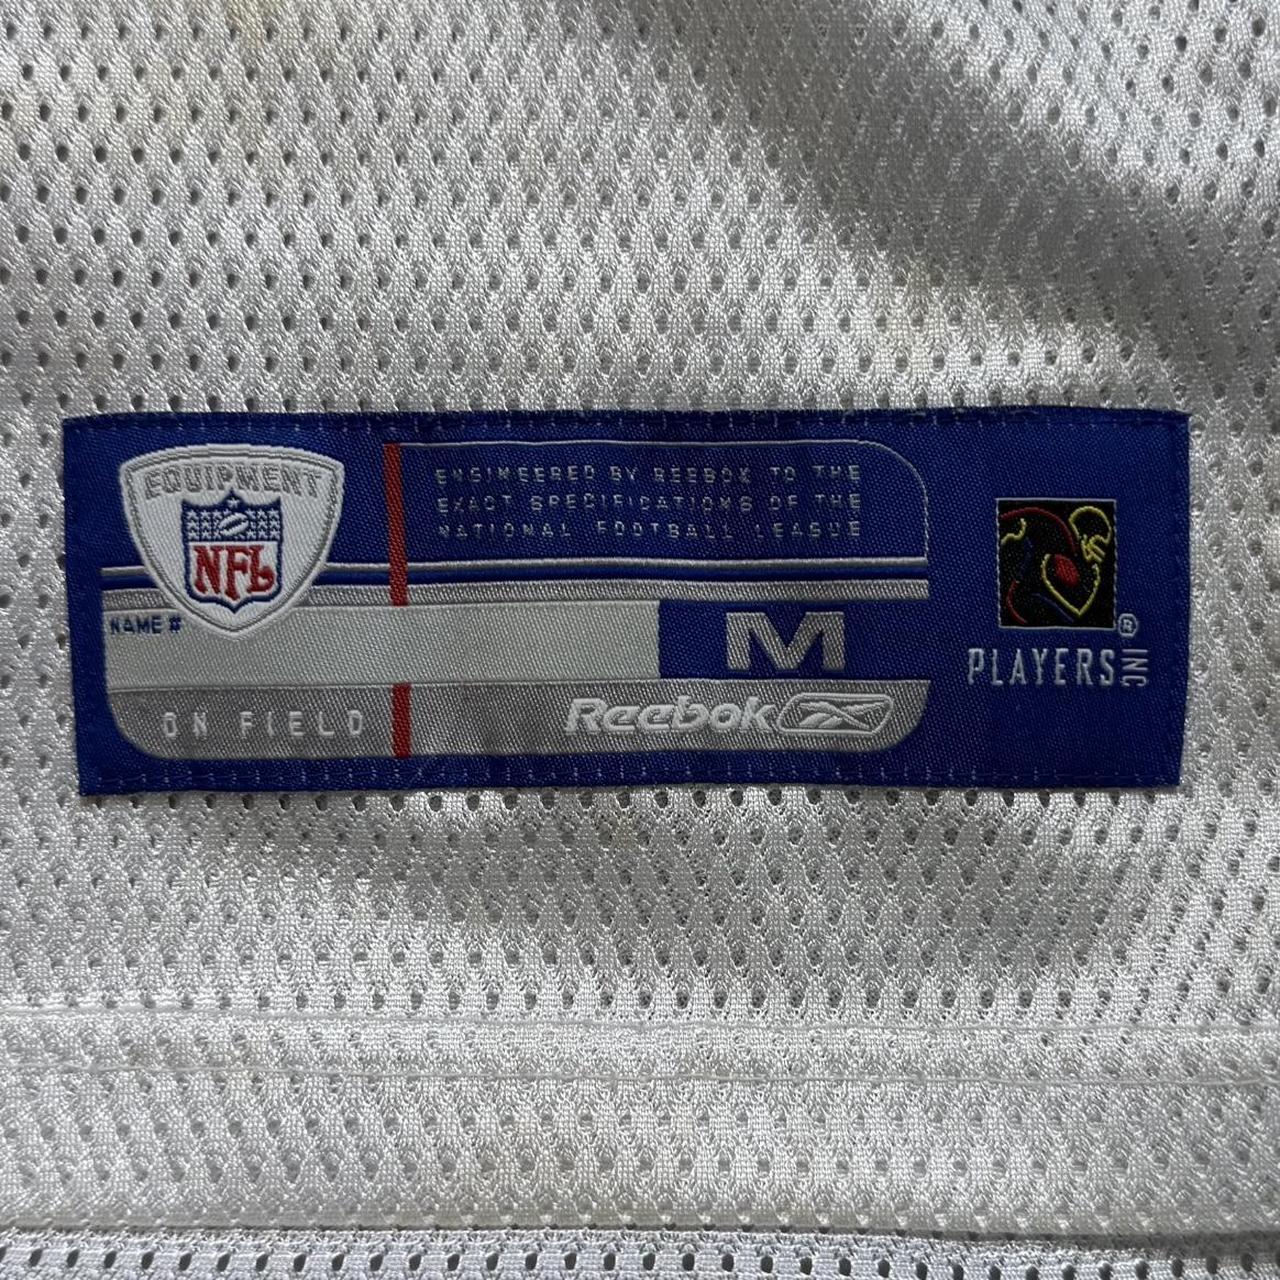 EQUIPMENT
NFL
ENGINEERED BY REEBOK TO THE
EXACT SPECIFICATIONS OF THE
NATIONAL FOOTBALL LEAGUE
NAME #
M
ON FIELD
Reebok
PLAYERS INC ®